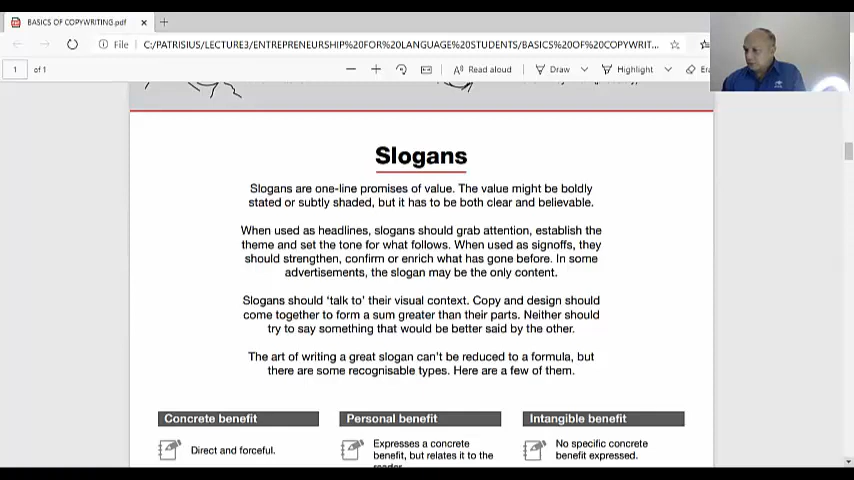 BASICS OF COPYWRITING.pdf
File
C:/PATRISIUS/LECTURE3/ENTREPRENEURSHIP%20FOR%20LANGUAGE%20STUDENTS/BASICS%20OF%20COPYWRIT...
1 of 1
Read aloud
Draw
Highlight
Slogans
Slogans are one-line promises of value. The value might be boldly
stated or subtly shaded, but it has to be both clear and believable.
When used as headlines, slogans should grab attention, establish the
theme and set the tone for what follows. When used as signoffs, they
should strengthen, confirm or enrich what has gone before. In some
advertisements, the slogan may be the only content.
Slogans should ‘talk to’ their visual context. Copy and design should
come together to form a sum greater than their parts. Neither should
try to say something that would be better said by the other.
The art of writing a great slogan can’t be reduced to a formula, but
there are some recognisable types. Here are a few of them.
Concrete benefit
Personal benefit
Intangible benefit
Direct and forceful.
Expresses a concrete
benefit, but relates it to the
No specific concrete
benefit expressed.